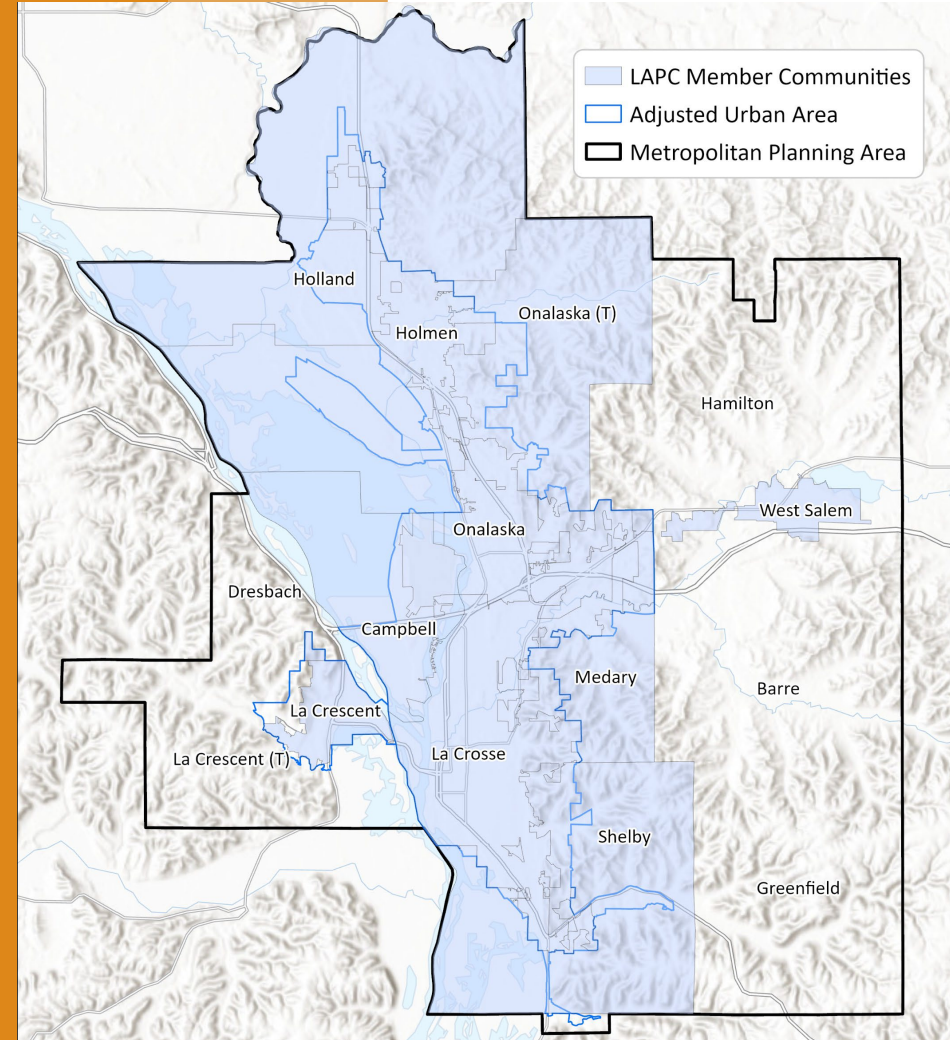 LAPC Member Communities
Adjusted Urban Area
Metropolitan Planning Area
Holland
Onalaska (T)
Holmen
Hamilton
West Salem
Onalaska
Dresbach
Campbell
Medary
Barre
La Crescent
La Crosse
La Crescent (T)
Shelby
Greenfield